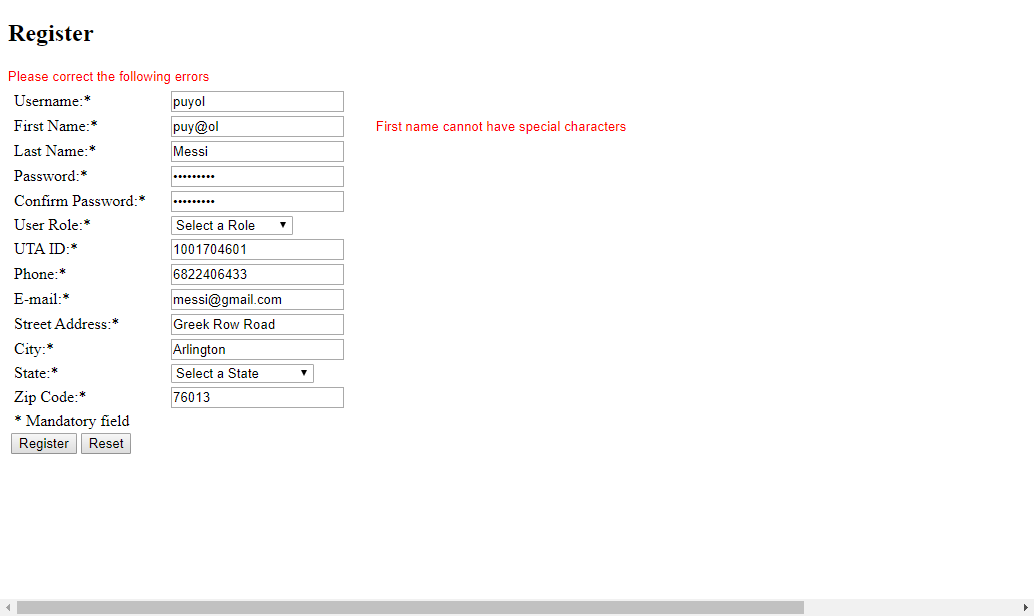 Register
Please correct the following errors
Username:* puyol
First Name:* puy@ol First name cannot have special characters
Last Name:* Messi
Password:* •••••••••
Confirm Password:* •••••••••
User Role:* Select a Role
UTA ID:* 1001704601
Phone:* 6822406433
E-mail:* messi@gmail.com
Street Address:* Greek Row Road
City:* Arlington
State:* Select a State
Zip Code:* 76013
* Mandatory field
Register Reset